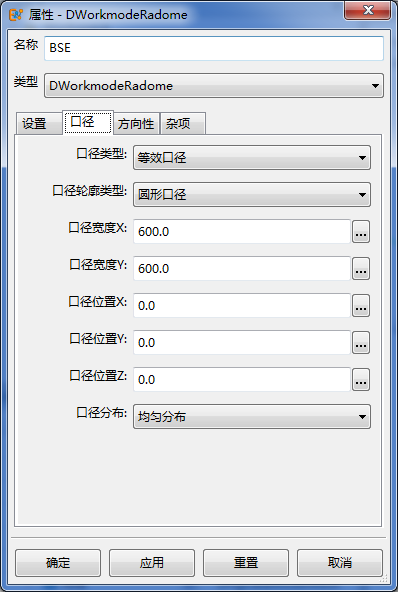 属性 - DWorkmodeRadome
名称 BSE
类型 DWorkmodeRadome
设置 口径 方向性 杂项
口径类型: 等效口径
口径轮廓类型: 圆形口径
口径宽度X: 600.0 ...
口径宽度Y: 600.0 ...
口径位置X: 0.0 ...
口径位置Y: 0.0 ...
口径位置Z: 0.0 ...
口径分布: 均匀分布
确定 应用 重置 取消